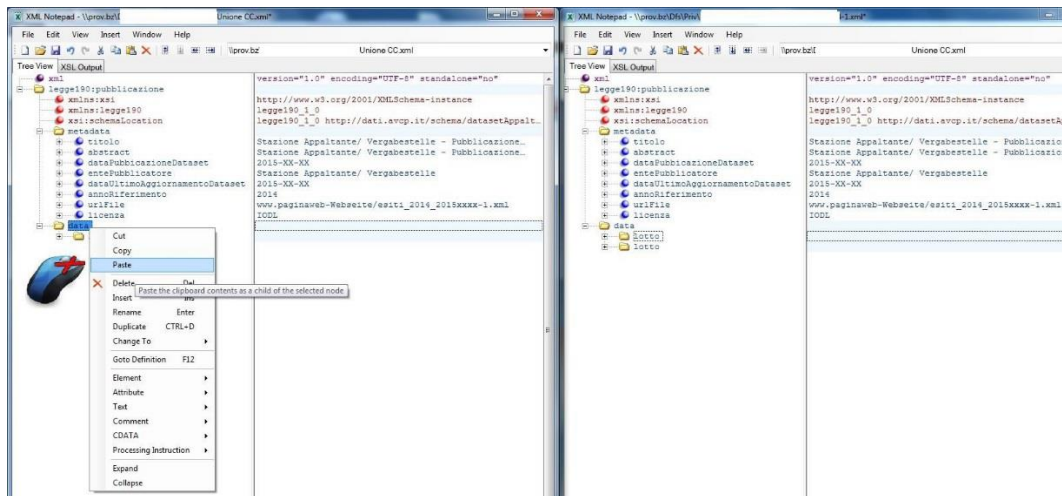 XML Notepad - \\prov.bz\D Unione CC.xml*
File Edit View Insert Window Help
\\prov.bz' Unione CC.xml
Tree View XSL Output
xml version="1.0" encoding="UTF-8" standalone="no"
legge190:pubblicazione
xmlns:xsi http://www.w3.org/2001/XMLSchema-instance
xmlns:legge190 legge190_1_0
xsi:schemaLocation legge190_1_0 http://dati.avcp.it/schema/datasetAppalt...
metadata
titolo Stazione Appaltante/ Vergabestelle - Pubblicazione...
abstract Stazione Appaltante/ Vergabestelle - Pubblicazione...
dataPubbicazioneDataset 2015-XX-XX
entePubblicatore Stazione Appaltante/ Vergabestelle
dataUltimoAggiornamentoDataset 2015-XX-XX
annoRiferimento 2014
urlFile www.paginaweb-Webseite/esiti_2014_2015xxxx-1.xml
licenza IODL
data
Cut
Copy
Paste
Delete Del
Paste the clipboard contents as a child of the selected node
Insert Ins
Rename Enter
Duplicate CTRL+D
Change To
Goto Definition F12
Element
Attribute
Text
Comment
CDATA
Processing Instruction
Expand
Collapse
XML Notepad - \\prov.bz\Dfs\Priv\ l-1.xml*
File Edit View Insert Window Help
\\prov.bz\I Unione CC.xml
Tree View XSL Output
xml version="1.0" encoding="UTF-8" standalone="no"
legge190:pubblicazione
xmlns:xsi http://www.w3.org/2001/XMLSchema-instance
xmlns:legge190 legge190_1_0
xsi:schemaLocation legge190_1_0 http://dati.avcp.it/schema/datasetAp
metadata
titolo Stazione Appaltante/ Vergabestelle - Pubblicazio
abstract Stazione Appaltante/ Vergabestelle - Pubblicazio
dataPubbicazioneDataset 2015-XX-XX
entePubblicatore Stazione Appaltante/ Vergabestelle
dataUltimoAggiornamentoDataset 2015-XX-XX
annoRiferimento 2014
urlFile www.paginaweb-Webseite/esiti_2014_2015xxxx-1.xml
licenza IODL
data
lotto
lotto